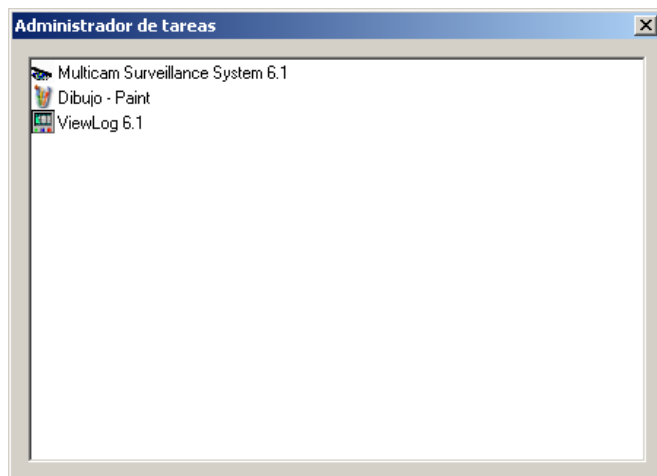 Administrador de tareas
Multicam Surveillance System 6.1
Dibujo - Paint
ViewLog 6.1